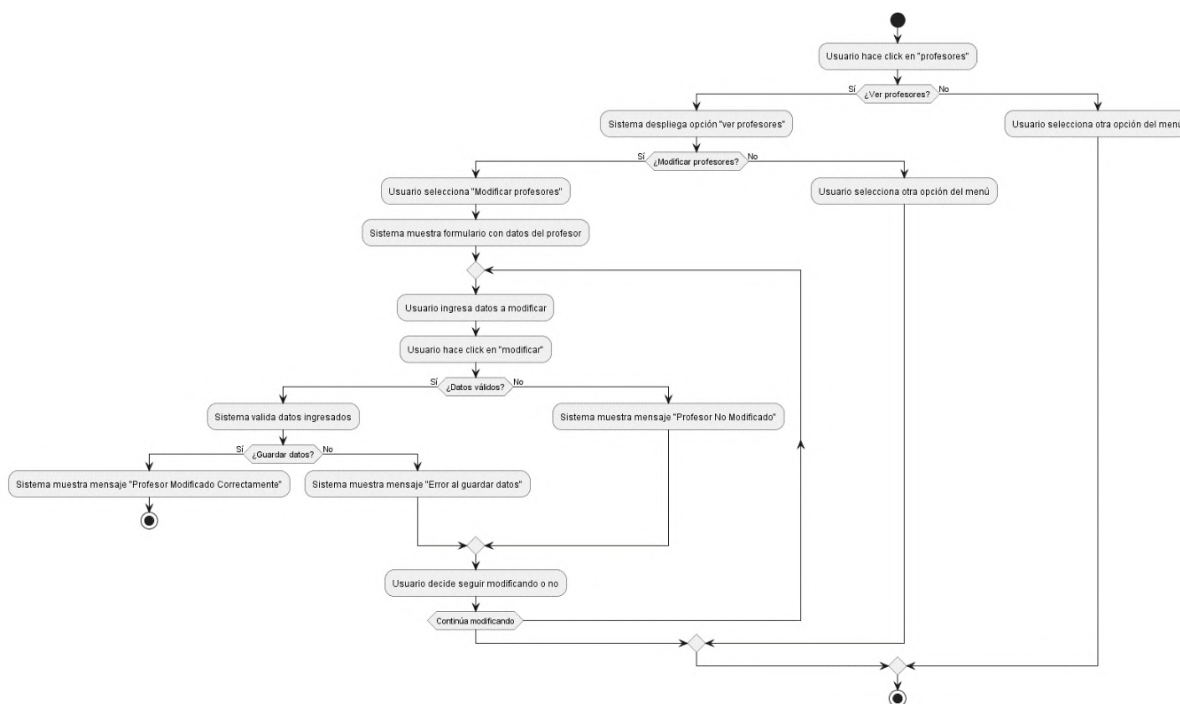 Usuario hace click en "profesores"
Sí
¿Ver profesores?
No
Sistema despliega opción "ver profesores"
Usuario selecciona otra opción del menú
Sí
¿Modificar profesores?
No
Usuario selecciona "Modificar profesores"
Usuario selecciona otra opción del menú
Sistema muestra formulario con datos del profesor
Usuario ingresa datos a modificar
Usuario hace click en "modificar"
Sí
¿Datos válidos?
No
Sistema valida datos ingresados
Sistema muestra mensaje "Profesor No Modificado"
Sí
¿Guardar datos?
No
Sistema muestra mensaje "Profesor Modificado Correctamente"
Sistema muestra mensaje "Error al guardar datos"
Usuario decide seguir modificando o no
Continúa modificando